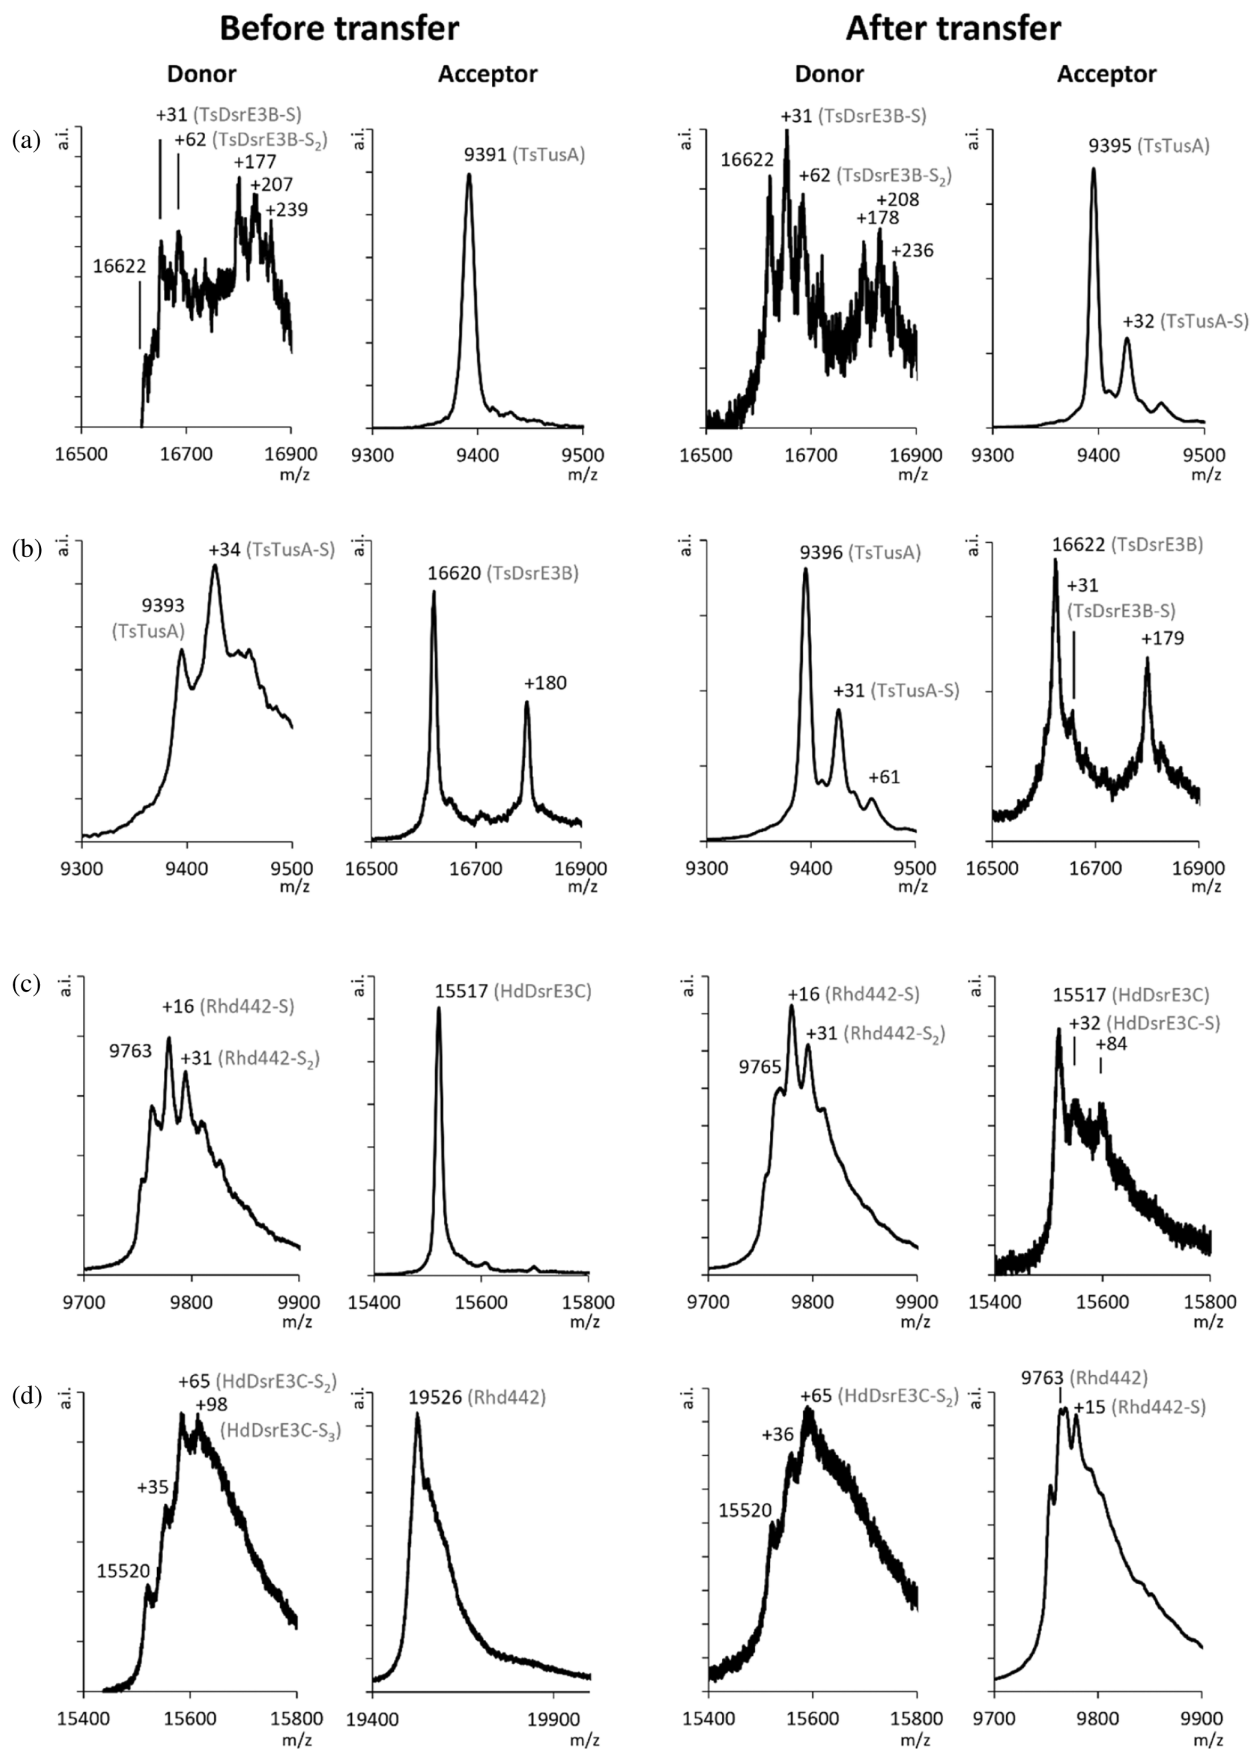 Before transfer
After transfer
Donor
Acceptor
Donor
Acceptor
(a)
a.i.
+31 (TsDsrE3B-S)
+62 (TsDsrE3B-S₂)
+177
+207
+239
16622
16500 16700 16900
m/z
a.i.
9391 (TsTusA)
9300 9400 9500
m/z
a.i.
+31 (TsDsrE3B-S)
16622
+62 (TsDsrE3B-S₂)
+208
+178
+236
16500 16700 16900
m/z
a.i.
9395 (TsTusA)
+32 (TsTusA-S)
9300 9400 9500
m/z
(b)
a.i.
+34 (TsTusA-S)
9393
(TsTusA)
9300 9400 9500
m/z
a.i.
16620 (TsDsrE3B)
+180
16500 16700 16900
m/z
a.i.
9396 (TsTusA)
+31 (TsTusA-S)
+61
9300 9400 9500
m/z
a.i.
16622 (TsDsrE3B)
+31
(TsDsrE3B-S)
+179
16500 16700 16900
m/z
(c)
a.i.
+16 (Rhd442-S)
9763
+31 (Rhd442-S₂)
9700 9800 9900
m/z
a.i.
15517 (HdDsrE3C)
15400 15600 15800
m/z
a.i.
+16 (Rhd442-S)
+31 (Rhd442-S₂)
9765
9700 9800 9900
m/z
a.i.
15517 (HdDsrE3C)
+32 (HdDsrE3C-S)
+84
15400 15600 15800
m/z
(d)
a.i.
+65 (HdDsrE3C-S₂)
+98
(HdDsrE3C-S₃)
+35
15520
15400 15600 15800
m/z
a.i.
19526 (Rhd442)
19400 19900
m/z
a.i.
+65 (HdDsrE3C-S₂)
+36
15520
15400 15600 15800
m/z
a.i.
9763 (Rhd442)
+15 (Rhd442-S)
9700 9800 9900
m/z